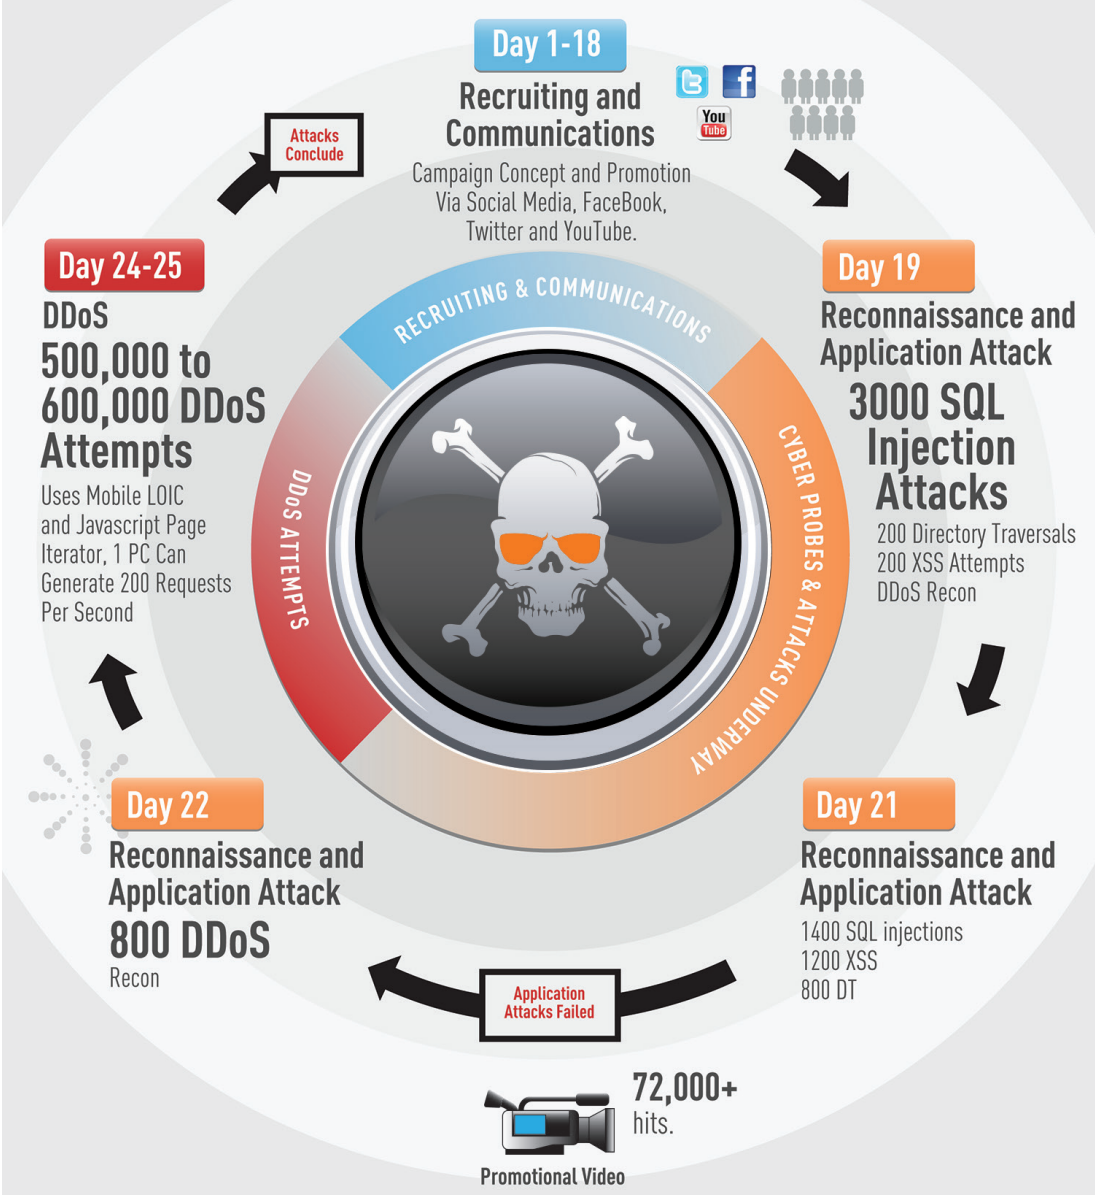 Day 1-18
Recruiting and
Communications
Campaign Concept and Promotion
Via Social Media, FaceBook,
Twitter and YouTube.
t
f
You
Tube
Day 19
Reconnaissance and
Application Attack
3000 SQL
Injection
Attacks
200 Directory Traversals
200 XSS Attempts
DDoS Recon
Day 21
Reconnaissance and
Application Attack
1400 SQL injections
1200 XSS
800 DT
Application
Attacks Failed
72,000+
hits.
Promotional Video
Day 22
Reconnaissance and
Application Attack
800 DDoS
Recon
Day 24-25
DDoS
500,000 to
600,000 DDoS
Attempts
Uses Mobile LOIC
and Javascript Page
Iterator, 1 PC Can
Generate 200 Requests
Per Second
Attacks
Conclude
RECRUITING & COMMUNICATIONS
CYBER PROBES & ATTACKS UNDERWAY
DDoS ATTEMPTS